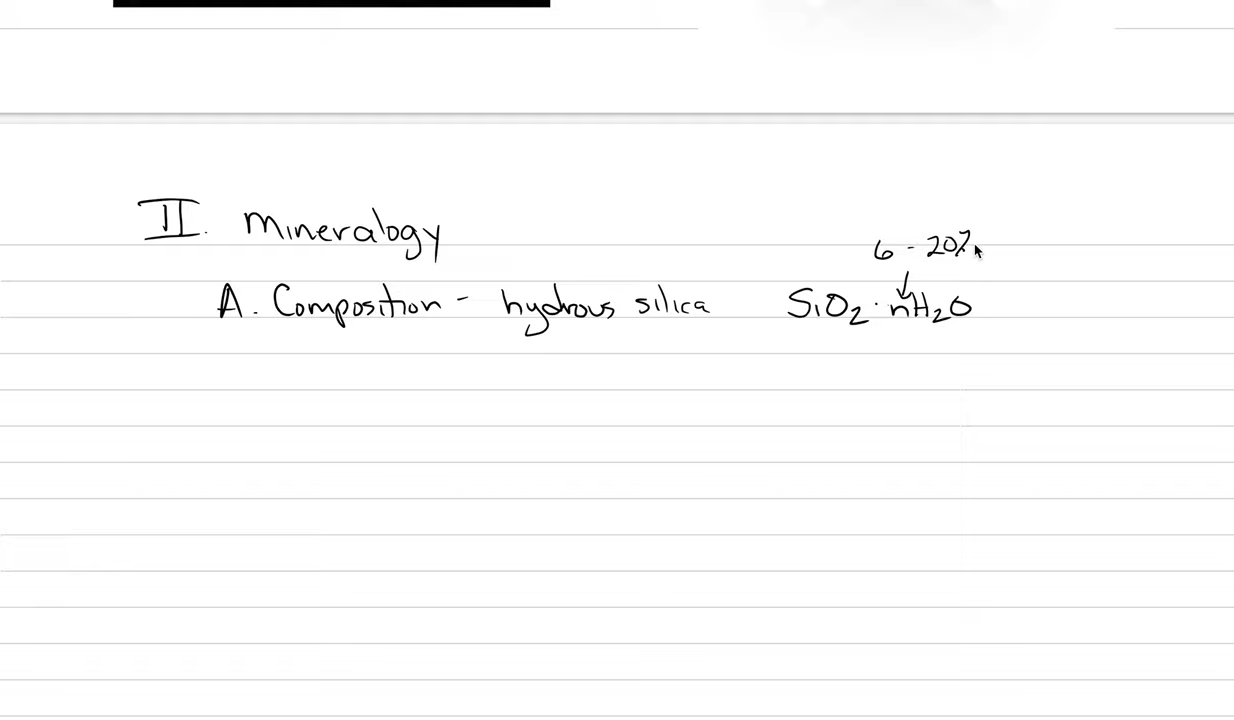 II. Mineralogy
6 - 20%
A. Composition - hydrous silica SiO₂·nH₂O